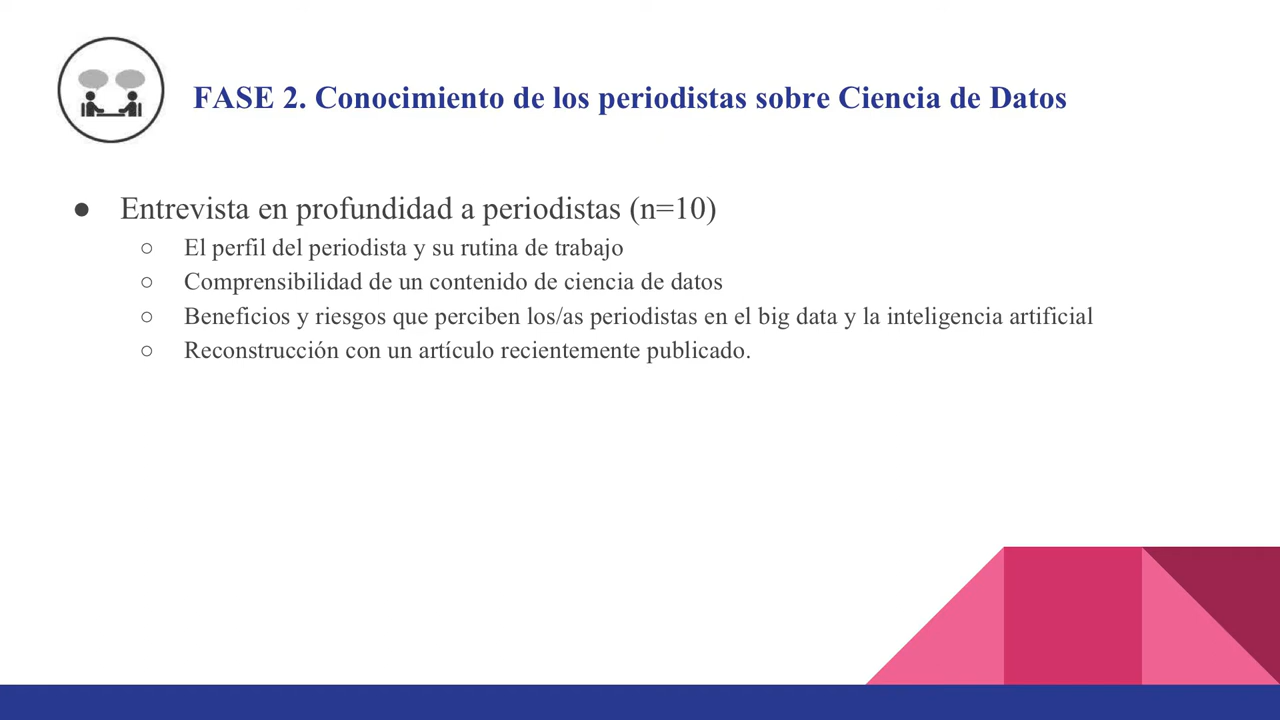 FASE 2. Conocimiento de los periodistas sobre Ciencia de Datos
● Entrevista en profundidad a periodistas (n=10)
○ El perfil del periodista y su rutina de trabajo
○ Comprensibilidad de un contenido de ciencia de datos
○ Beneficios y riesgos que perciben los/as periodistas en el big data y la inteligencia artificial
○ Reconstrucción con un artículo recientemente publicado.